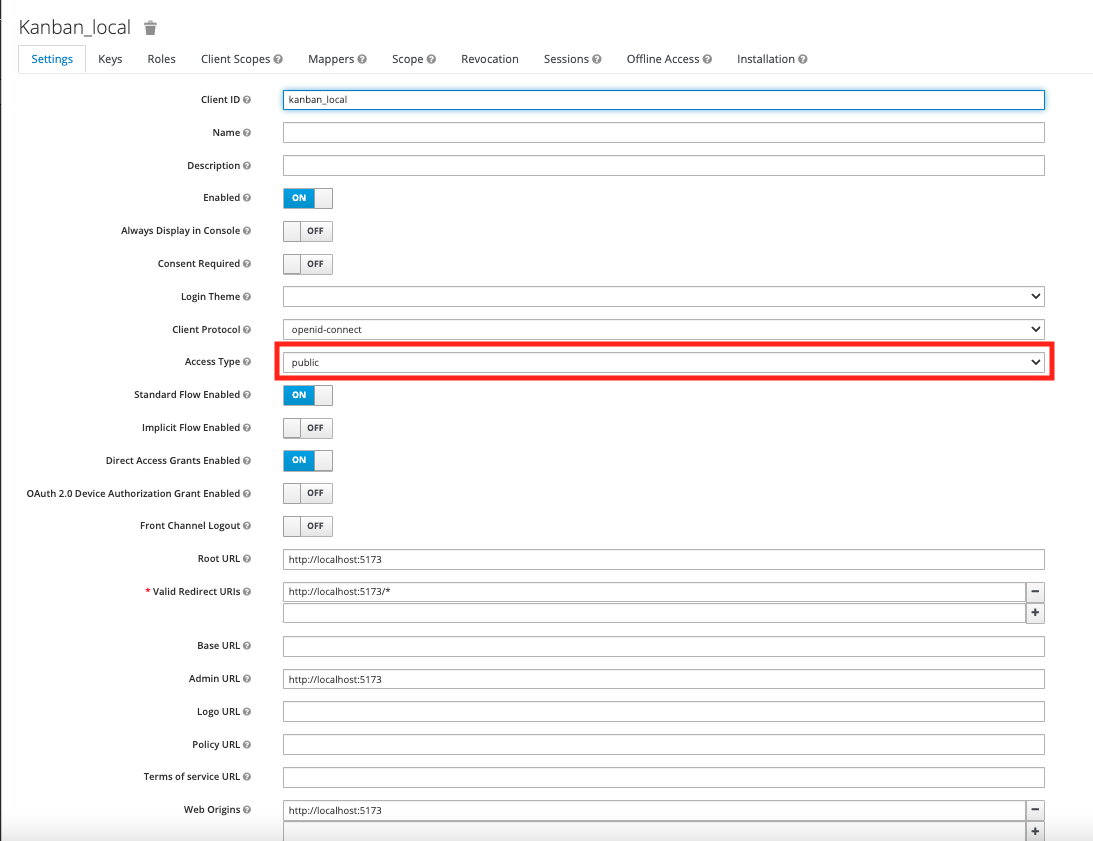 Kanban_local
Settings Keys Roles Client Scopes Mappers Scope Revocation Sessions Offline Access Installation
Client ID kanban_local
Name
Description
Enabled ON
Always Display in Console OFF
Consent Required OFF
Login Theme
Client Protocol openid-connect
Access Type public
Standard Flow Enabled ON
Implicit Flow Enabled OFF
Direct Access Grants Enabled ON
OAuth 2.0 Device Authorization Grant Enabled OFF
Front Channel Logout OFF
Root URL http://localhost:5173
* Valid Redirect URIs http://localhost:5173/*
Base URL
Admin URL http://localhost:5173
Logo URL
Policy URL
Terms of service URL
Web Origins http://localhost:5173